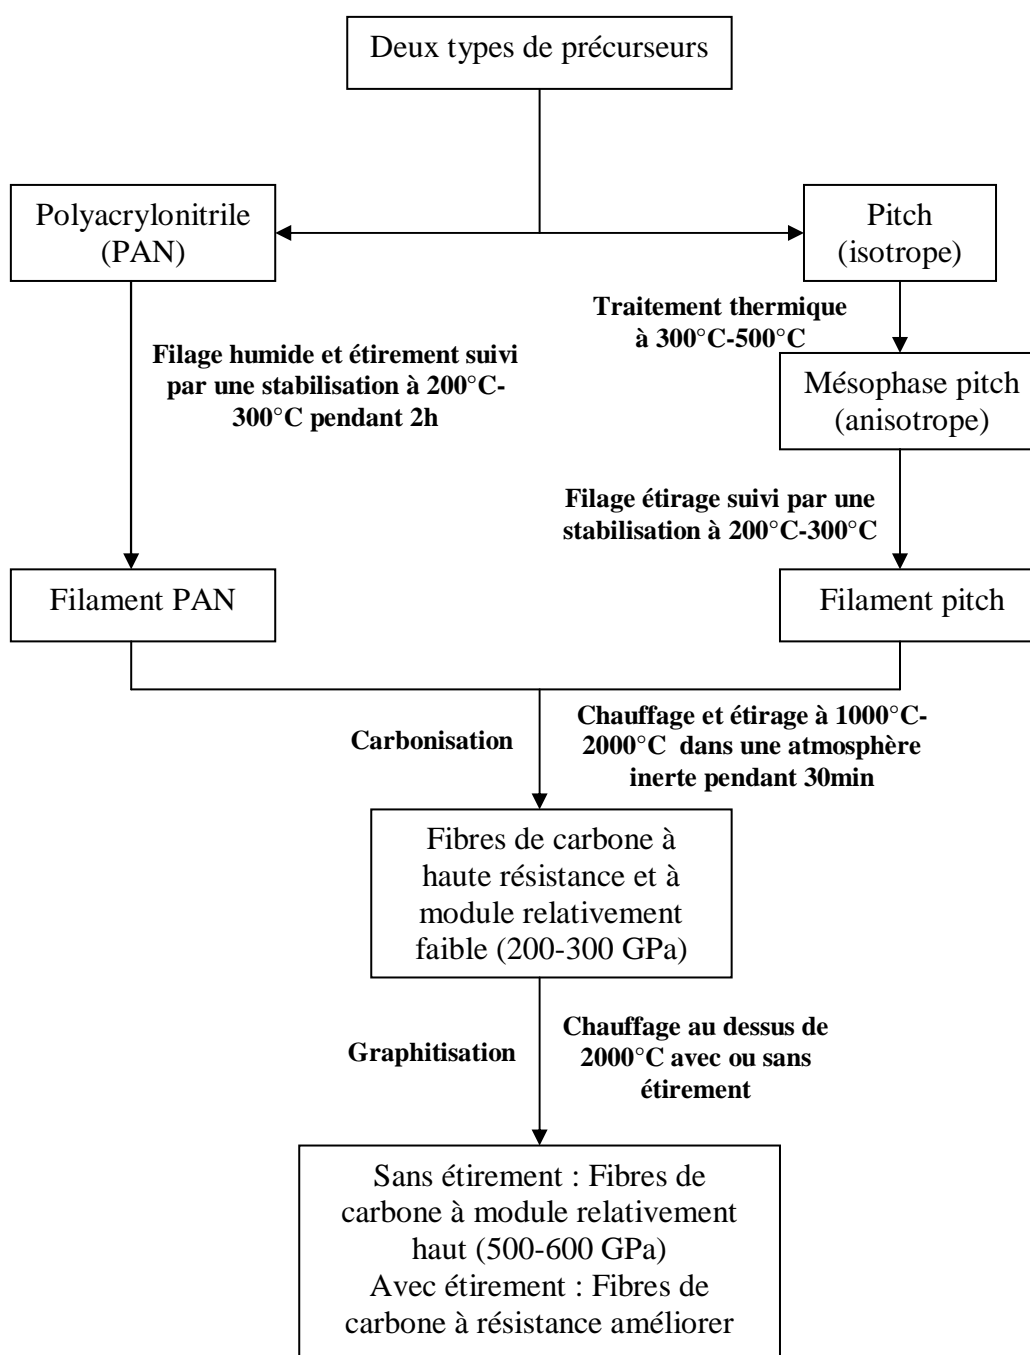 Deux types de précurseurs
Polyacrylonitrile
(PAN)
Pitch
(isotrope)
Traitement thermique
à 300°C-500°C
Filage humide et étirement suivi
par une stabilisation à 200°C-
300°C pendant 2h
Mésophase pitch
(anisotrope)
Filage étirage suivi par une
stabilisation à 200°C-300°C
Filament PAN
Filament pitch
Carbonisation
Chauffage et étirage à 1000°C-
2000°C dans une atmosphère
inerte pendant 30min
Fibres de carbone à
haute résistance et à
module relativement
faible (200-300 GPa)
Graphitisation
Chauffage au dessus de
2000°C avec ou sans
étirement
Sans étirement : Fibres de
carbone à module relativement
haut (500-600 GPa)
Avec étirement : Fibres de
carbone à résistance améliorer